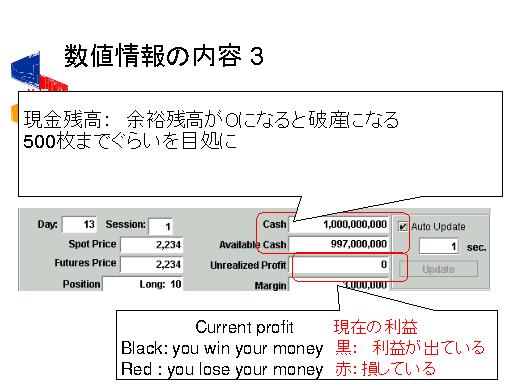 数値情報の内容 3
現金残高： 余裕残高が0になると破産になる
500枚までぐらいを目処に
Day: 13 Session: 1 Cash 1,000,000,000 Auto Update
Spot Price 2,234 Available Cash 997,000,000 1 sec.
Futures Price 2,234 Unrealized Profit 0 Update
Position Long: 10 Margin 3,000,000
Current profit 現在の利益
Black: you win your money 黒： 利益が出ている
Red : you lose your money 赤：損している